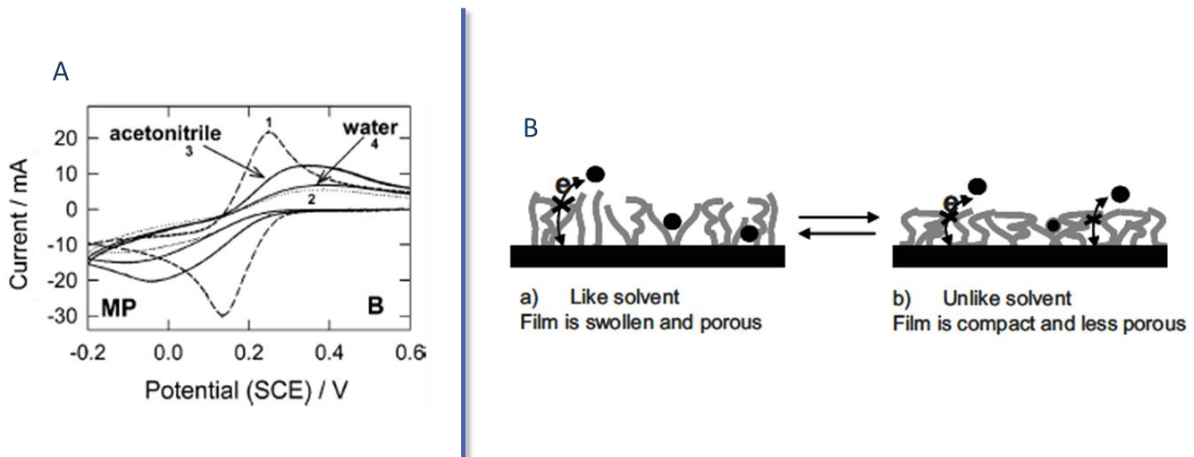 A
acetonitrile
3
1
water
4
2
20
10
0
-10
-20
-30
Current / mA
MP
B
-0.2
0.0
0.2
0.4
0.6
Potential (SCE) / V
B
e
e
a) Like solvent
Film is swollen and porous
b) Unlike solvent
Film is compact and less porous